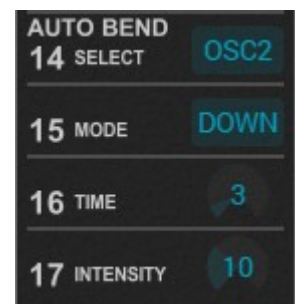 AUTO BEND
14 SELECT OSC2
15 MODE DOWN
16 TIME 3
17 INTENSITY 10